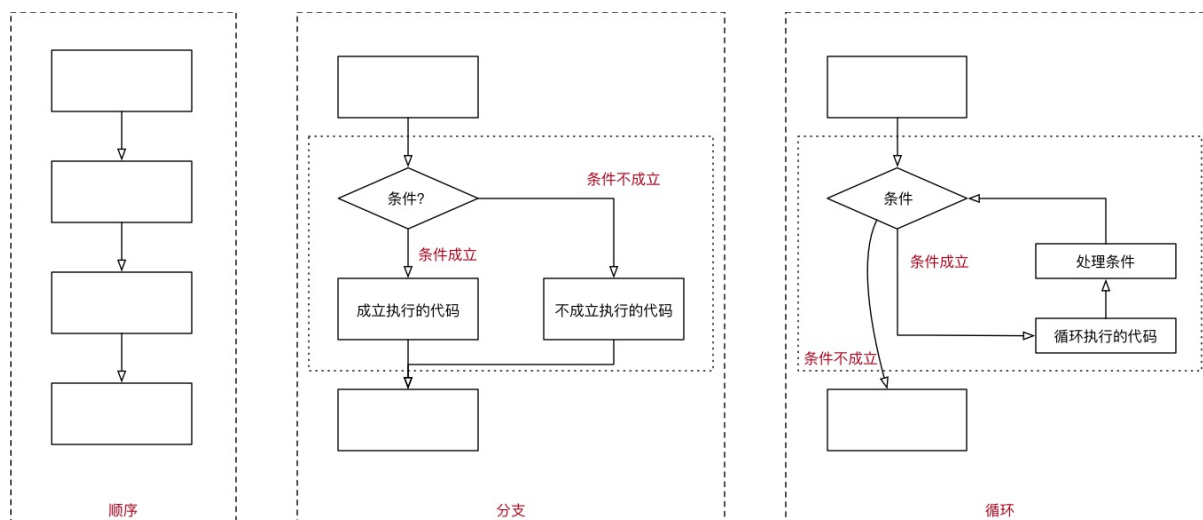 条件?
条件不成立
条件成立
成立执行的代码
不成立执行的代码
条件
条件成立
处理条件
循环执行的代码
条件不成立
顺序
分支
循环